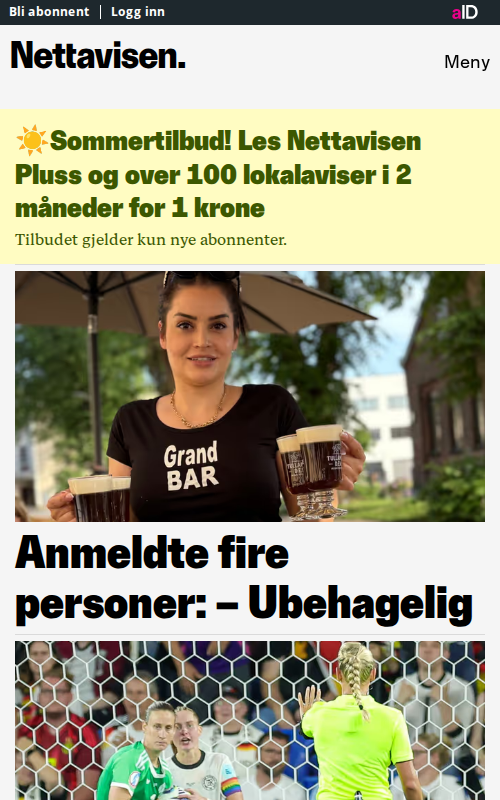 Bli abonnent | Logg inn
aID
Nettavisen.
Meny
☀️Sommertilbud! Les Nettavisen
Pluss og over 100 lokalaviser i 2
måneder for 1 krone
Tilbudet gjelder kun nye abonnenter.
Grand
BAR
Anmeldte fire
personer: – Ubehagelig